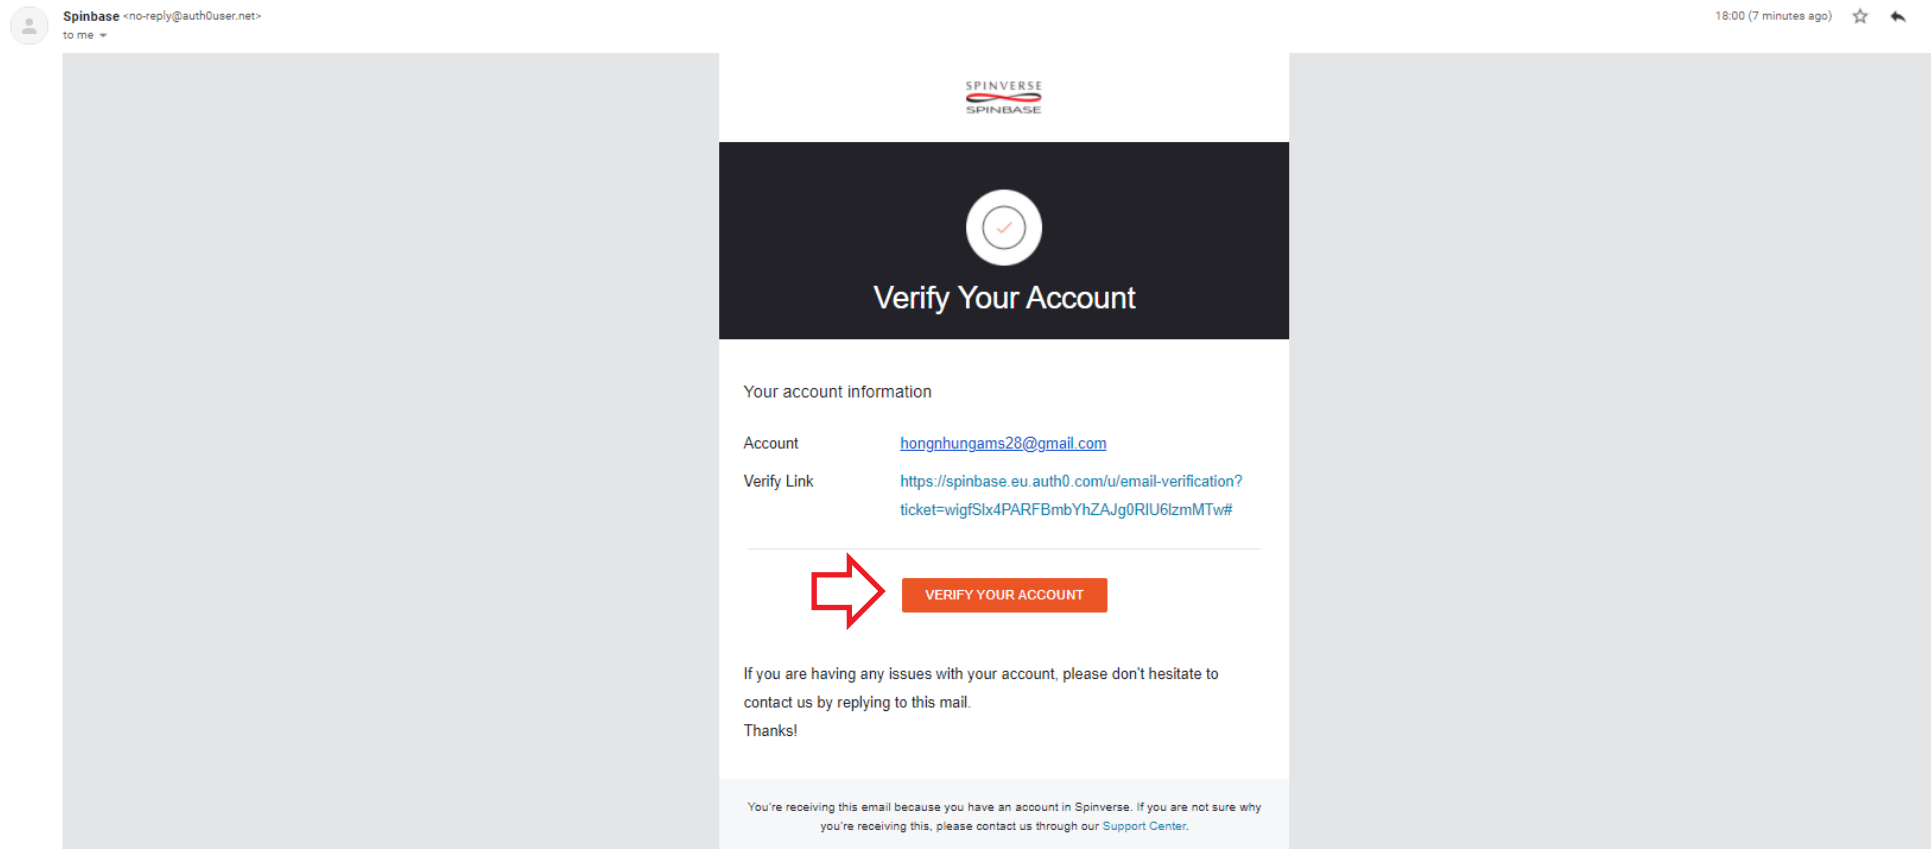 Spinbase <no-reply@auth0user.net>
18:00 (7 minutes ago)
to me
SPINVERSE
SPINBASE
Verify Your Account
Your account information
Account hongnhungams28@gmail.com
Verify Link https://spinbase.eu.auth0.com/u/email-verification?
ticket=wigfSlx4PARFBmbYhZAJg0RIU6lzmMTw#
VERIFY YOUR ACCOUNT
If you are having any issues with your account, please don't hesitate to
contact us by replying to this mail.
Thanks!
You're receiving this email because you have an account in Spinverse. If you are not sure why
you're receiving this, please contact us through our Support Center.